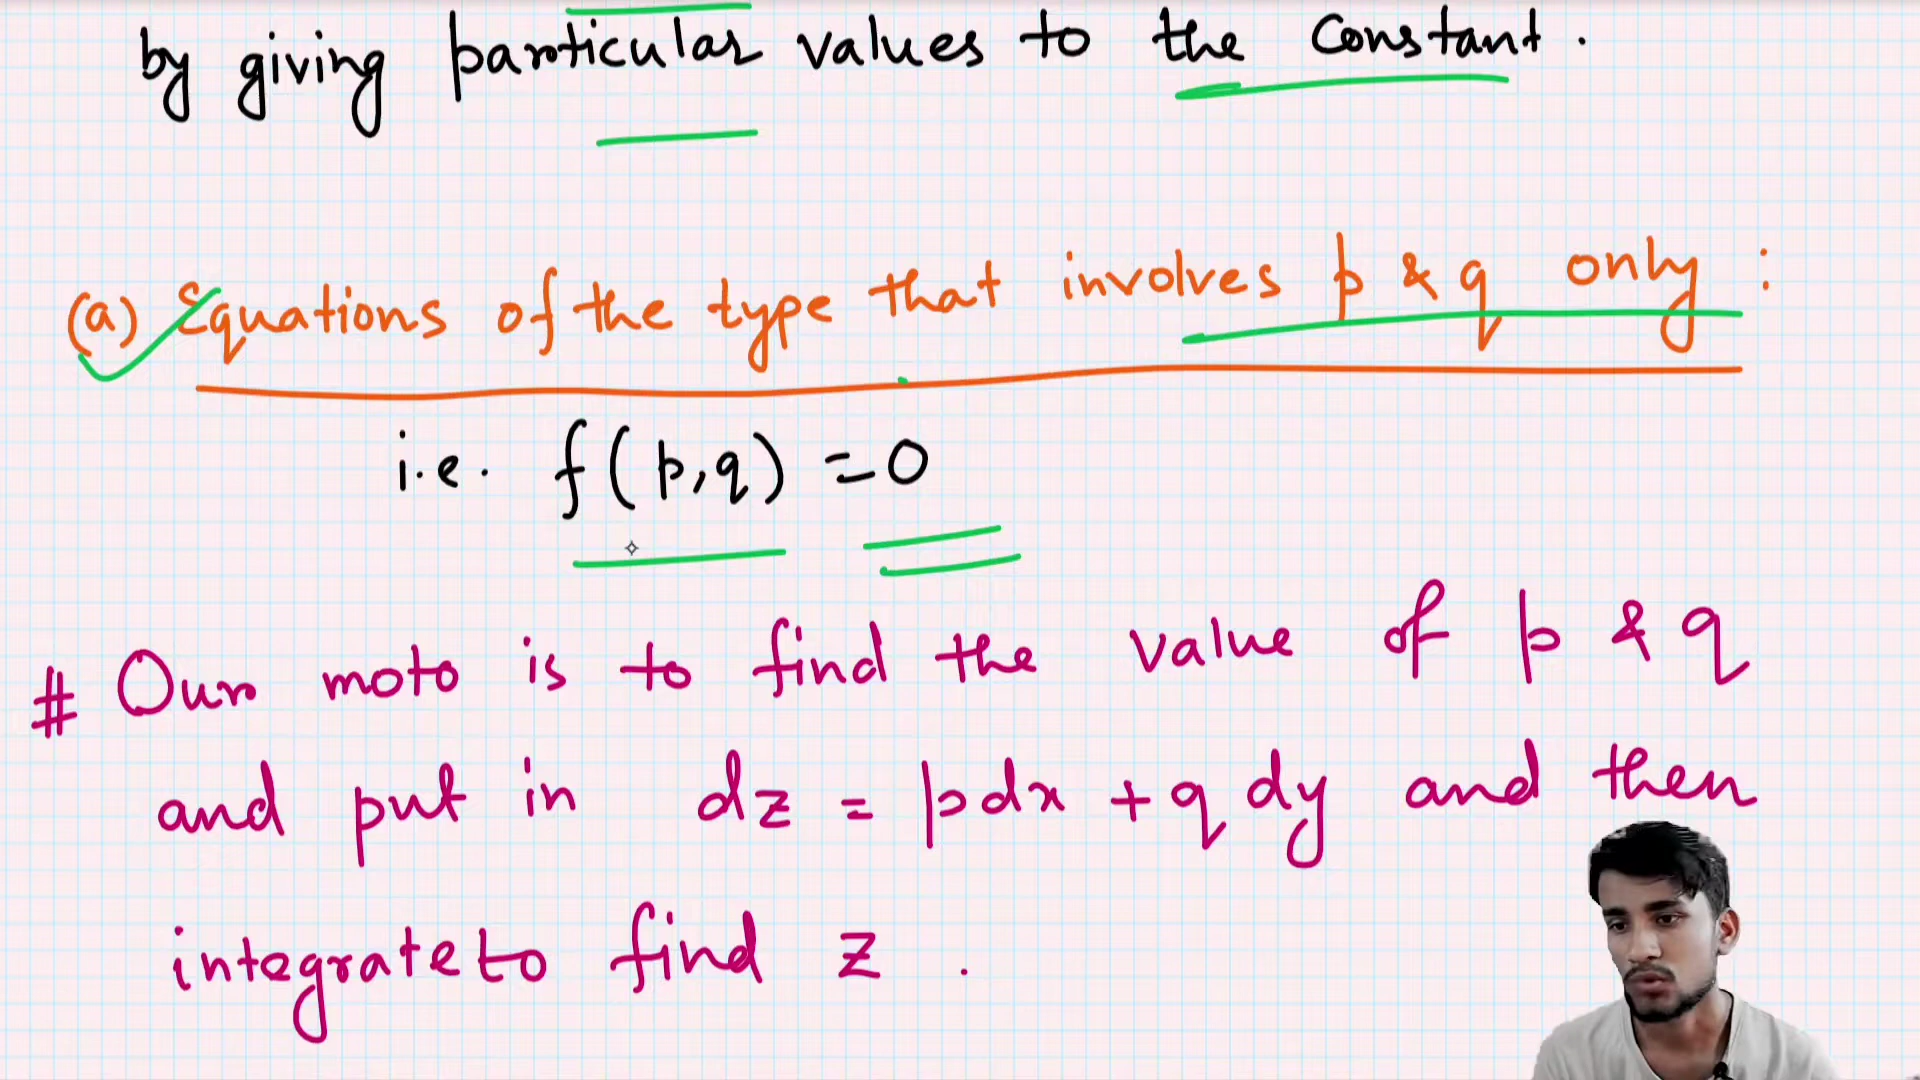 by giving particular values to the constant.
(a) Equations of the type that involves p & q only :
i.e. f(p,q) = 0
# Our moto is to find the value of p & q
and put in dz = pdx + q dy and then
integrate to find z .